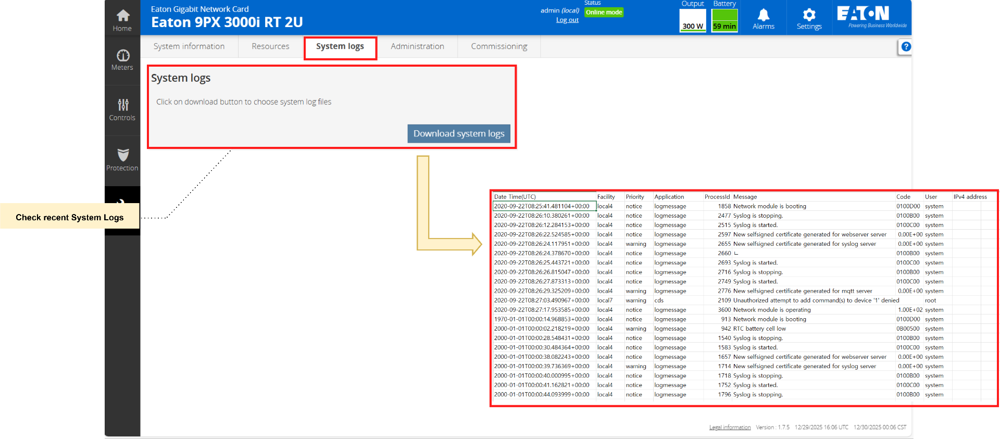 Home
Eaton Gigabit Network Card
Eaton 9PX 3000i RT 2U
admin (local)
Log out
Status
Online mode
Output
300 W
Battery
59 min
Alarms
Settings
EATON
Powering Business Worldwide
System information Resources System logs Administration Commissioning
?
Meters
Controls
Protection
System logs
Click on download button to choose system log files
Download system logs
Check recent System Logs
Date Time(UTC) Facility Priority Application ProcessId Message Code User IPv4 address
2020-09-22T08:25:41.481104+00:00 local4 notice logmessage 1858 Network module is booting 0100D00 system
2020-09-22T08:26:10.380261+00:00 local4 notice logmessage 2477 Syslog is stopping. 0100B00 system
2020-09-22T08:26:12.284153+00:00 local4 notice logmessage 2515 Syslog is started. 0100C00 system
2020-09-22T08:26:22.524585+00:00 local4 notice logmessage 2597 New selfsigned certificate generated for webserver server 0.00E+00 system
2020-09-22T08:26:24.117951+00:00 local4 warning logmessage 2655 New selfsigned certificate generated for syslog server 0.00E+00 system
2020-09-22T08:26:24.378670+00:00 local4 notice logmessage 2660 ㄴ 0100B00 system
2020-09-22T08:26:25.443721+00:00 local4 notice logmessage 2693 Syslog is started. 0100C00 system
2020-09-22T08:26:26.815047+00:00 local4 notice logmessage 2716 Syslog is stopping. 0100B00 system
2020-09-22T08:26:27.873313+00:00 local4 notice logmessage 2749 Syslog is started. 0100C00 system
2020-09-22T08:26:29.325209+00:00 local4 warning logmessage 2776 New selfsigned certificate generated for mqtt server 0.00E+00 system
2020-09-22T08:27:03.490967+00:00 local7 warning cds 2109 Unauthorized attempt to add command(s) to device '1' denied root
2020-09-22T08:27:17.953585+00:00 local4 notice logmessage 3600 Network module is operating 1.00E+02 system
1970-01-01T00:00:14.968853+00:00 local4 notice logmessage 913 Network module is booting 0100D00 system
2000-01-01T00:00:02.218219+00:00 local4 warning logmessage 942 RTC battery cell low 0B00500 system
2000-01-01T00:00:28.548431+00:00 local4 notice logmessage 1540 Syslog is stopping. 0100B00 system
2000-01-01T00:00:30.484364+00:00 local4 notice logmessage 1583 Syslog is started. 0100C00 system
2000-01-01T00:00:38.082243+00:00 local4 notice logmessage 1657 New selfsigned certificate generated for webserver server 0.00E+00 system
2000-01-01T00:00:39.736369+00:00 local4 warning logmessage 1714 New selfsigned certificate generated for syslog server 0.00E+00 system
2000-01-01T00:00:40.000995+00:00 local4 notice logmessage 1718 Syslog is stopping. 0100B00 system
2000-01-01T00:00:41.162821+00:00 local4 notice logmessage 1752 Syslog is started. 0100C00 system
2000-01-01T00:00:44.093999+00:00 local4 notice logmessage 1796 Syslog is stopping. 0100B00 system
Legal information Version : 1.7.5 12/29/2025 16:06 UTC 12/30/2025 00:06 CST